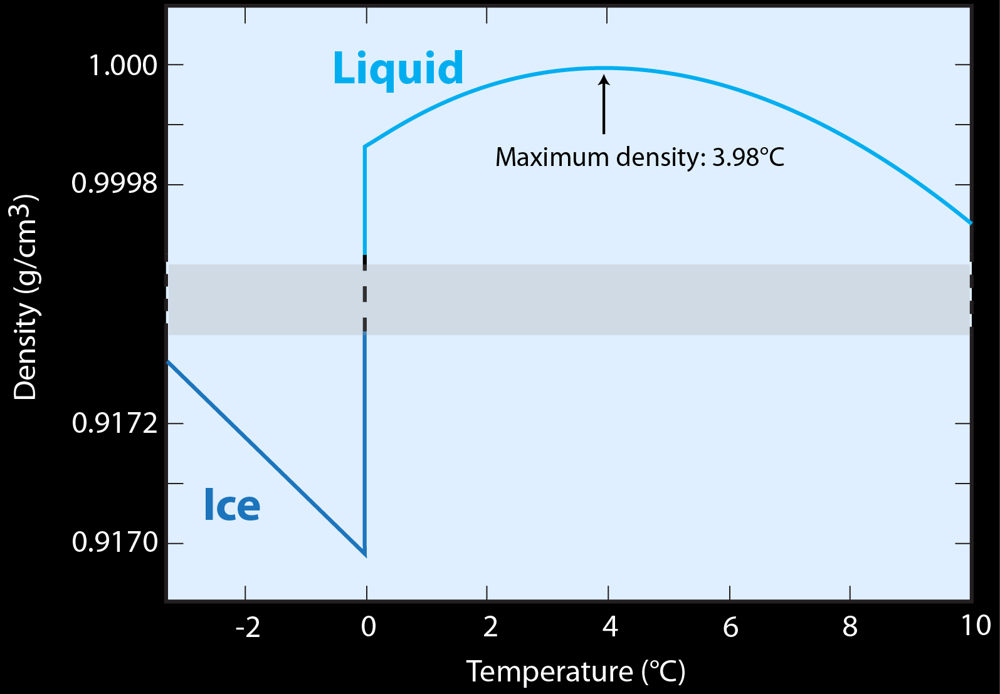 Liquid
1.000
Maximum density: 3.98°C
0.9998
Density (g/cm3)
0.9172
Ice
0.9170
-2 0 2 4 6 8 10
Temperature (°C)